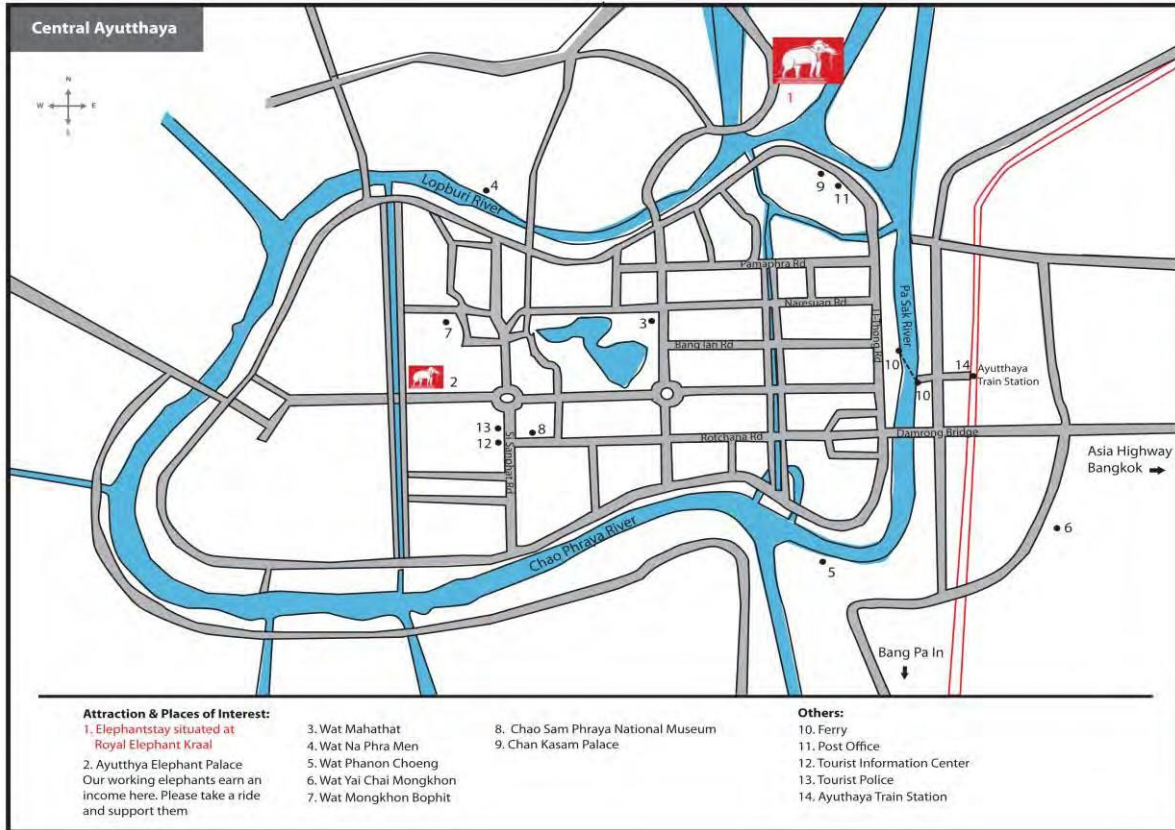 Central Ayutthaya
N
W
E
S
1
Lopburi River
4
9
11
Pamaphra Rd
Naresuan Rd
Pa Sak River
7
3
Bang Ian Rd
10
14
Ayutthaya
Train Station
10
2
13
12
8
Rotchana Rd
Damrong Bridge
Asia Highway
Bangkok
Chao Phraya River
6
5
Bang Pa In
Attraction & Places of Interest:
1. Elephantstay situated at
Royal Elephant Kraal
2. Ayutthya Elephant Palace
Our working elephants earn an
income here. Please take a ride
and support them
3. Wat Mahathat
4. Wat Na Phra Men
5. Wat Phanon Choeng
6. Wat Yai Chai Mongkhon
7. Wat Mongkhon Bophit
8. Chao Sam Phraya National Museum
9. Chan Kasam Palace
Others:
10. Ferry
11. Post Office
12. Tourist Information Center
13. Tourist Police
14. Ayuthaya Train Station